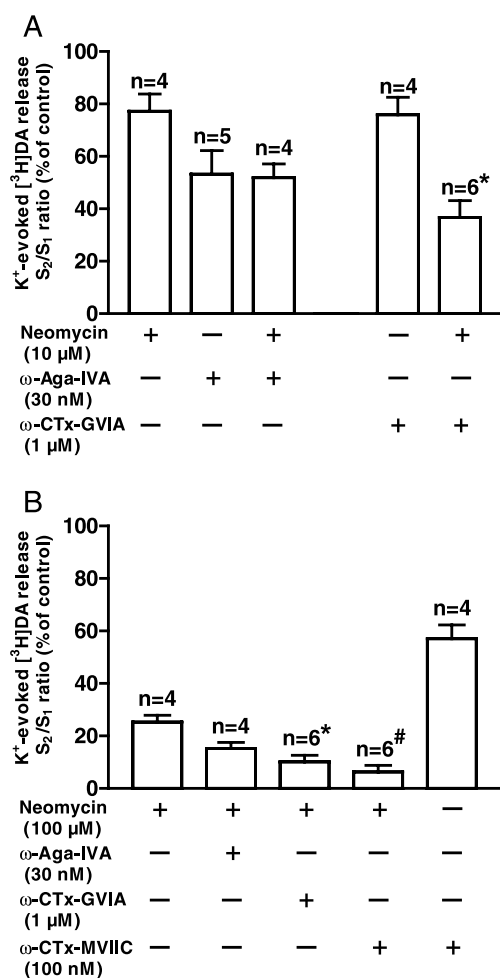 A
K⁺-evoked [³H]DA release
S₂/S₁ ratio (% of control)
100
80
60
40
20
0
n=4
n=5
n=4
n=4
n=6*
Neomycin + — + — +
(10 µM)
ω-Aga-IVA — + + — —
(30 nM)
ω-CTx-GVIA — — — + +
(1 µM)
B
K⁺-evoked [³H]DA release
S₂/S₁ ratio (% of control)
100
80
60
40
20
0
n=4
n=4
n=6*
n=6#
n=4
Neomycin + + + + —
(100 µM)
ω-Aga-IVA — + — — —
(30 nM)
ω-CTx-GVIA — — + — —
(1 µM)
ω-CTx-MVIIC — — — + +
(100 nM)